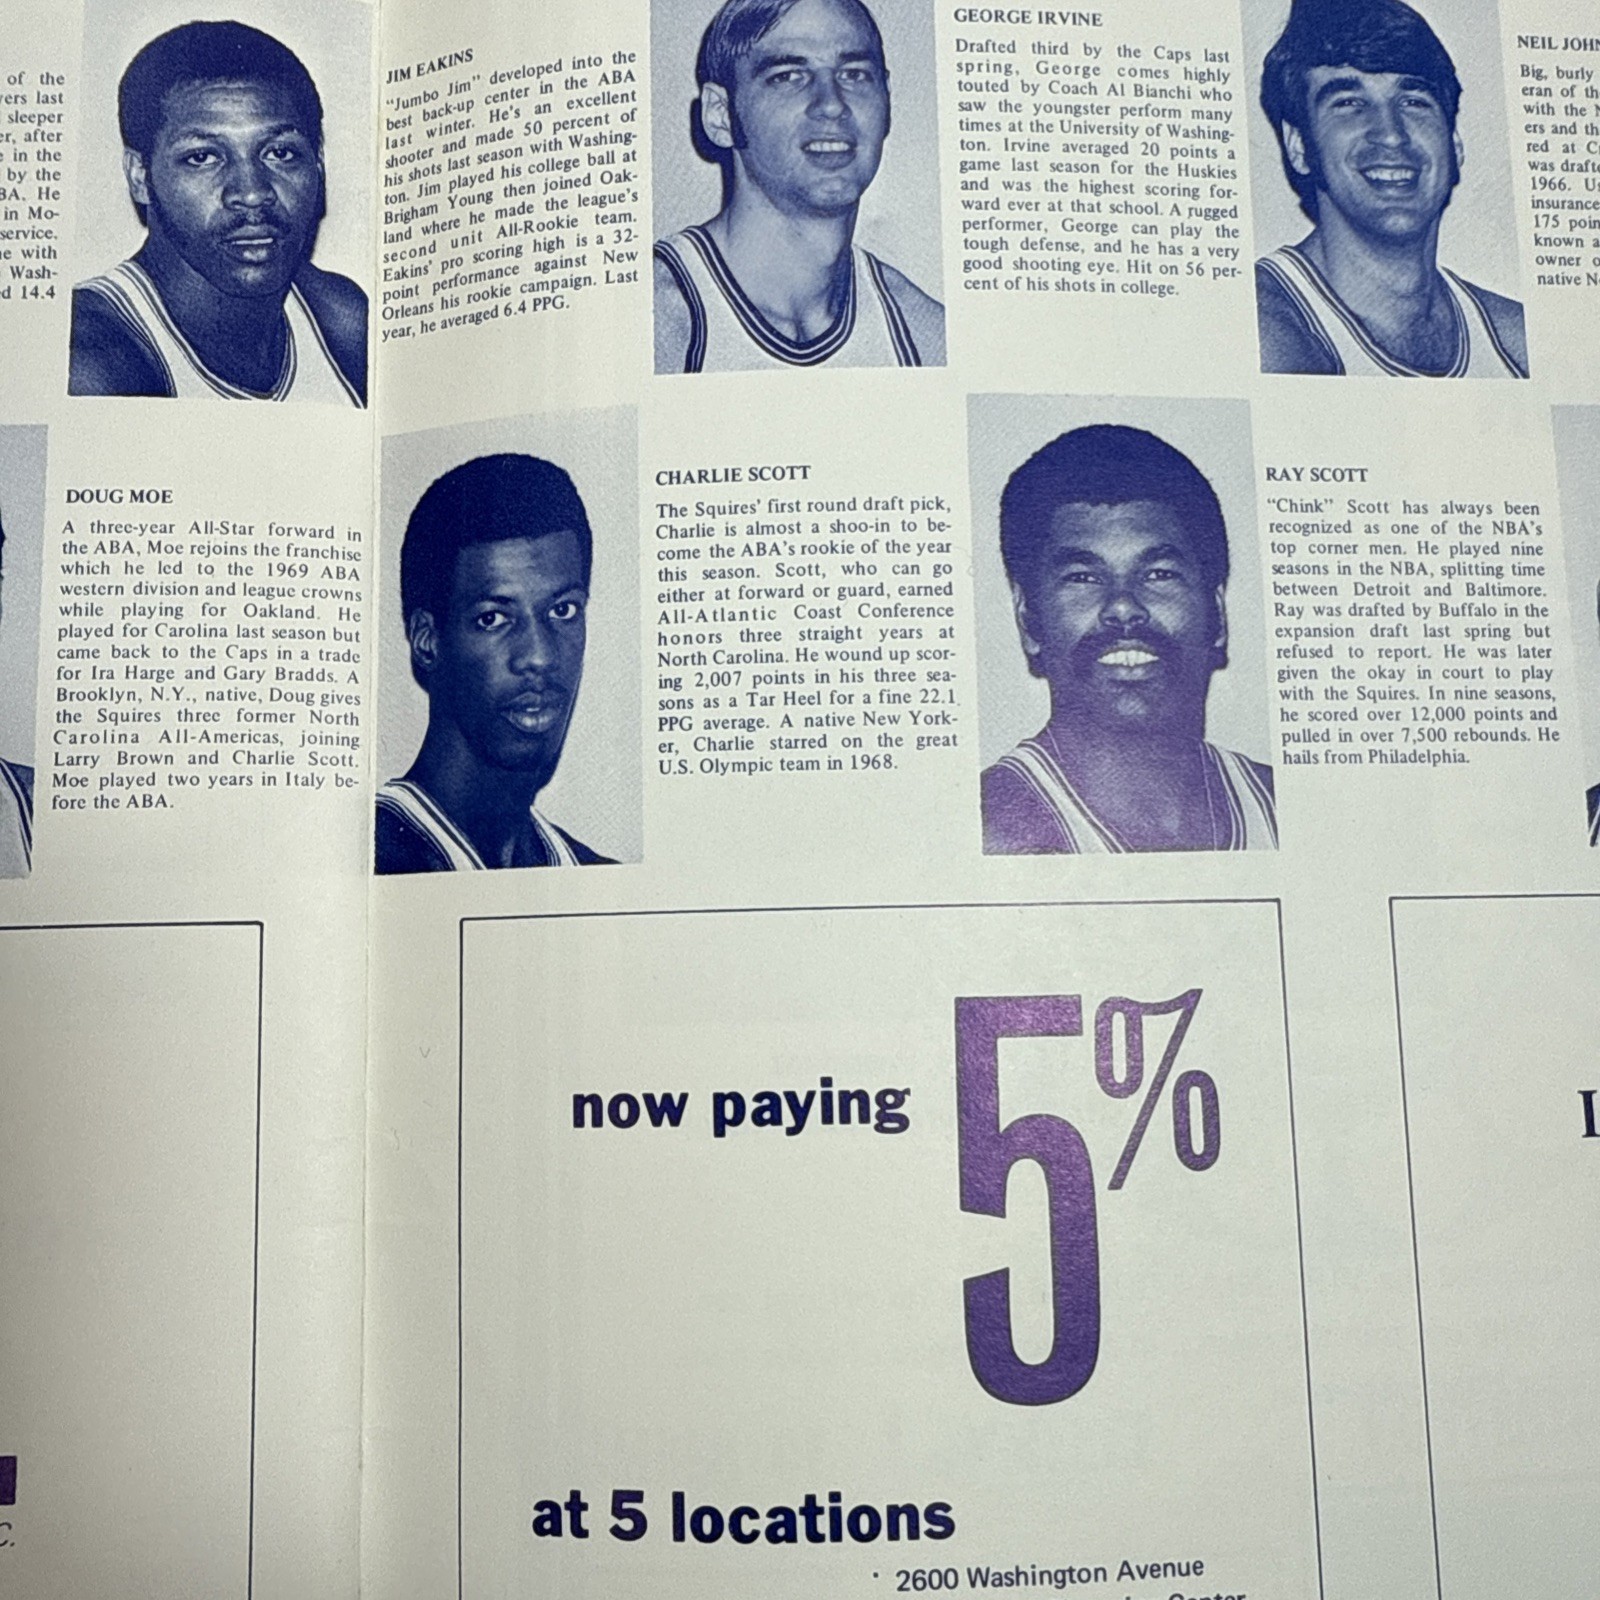 of the
vers last
sleeper
er, after
e in the
by the
BA. He
in Mo-
service.
ne with
Wash-
ed 14.4
JIM EAKINS
“Jumbo Jim” developed into the
best back-up center in the ABA
last winter. He’s an excellent
shooter and made 50 percent of
his shots last season with Washing-
ton. Jim played his college ball at
Brigham Young then joined Oak-
land where he made the league’s
second unit All-Rookie team.
Eakins’ pro scoring high is a 32-
point performance against New
Orleans his rookie campaign. Last
year, he averaged 6.4 PPG.
GEORGE IRVINE
Drafted third by the Caps last
spring, George comes highly
touted by Coach Al Bianchi who
saw the youngster perform many
times at the University of Washing-
ton. Irvine averaged 20 points a
game last season for the Huskies
and was the highest scoring for-
ward ever at that school. A rugged
performer, George can play the
tough defense, and he has a very
good shooting eye. Hit on 56 per-
cent of his shots in college.
NEIL JOHN
Big, burly
eran of th
with the N
ers and th
red at C
was drafte
1966. Us
insurance
175 poin
known a
owner o
native N
DOUG MOE
A three-year All-Star forward in
the ABA, Moe rejoins the franchise
which he led to the 1969 ABA
western division and league crowns
while playing for Oakland. He
played for Carolina last season but
came back to the Caps in a trade
for Ira Harge and Gary Bradds. A
Brooklyn, N.Y., native, Doug gives
the Squires three former North
Carolina All-Americas, joining
Larry Brown and Charlie Scott.
Moe played two years in Italy be-
fore the ABA.
CHARLIE SCOTT
The Squires’ first round draft pick,
Charlie is almost a shoo-in to be-
come the ABA’s rookie of the year
this season. Scott, who can go
either at forward or guard, earned
All-Atlantic Coast Conference
honors three straight years at
North Carolina. He wound up scor-
ing 2,007 points in his three sea-
sons as a Tar Heel for a fine 22.1
PPG average. A native New York-
er, Charlie starred on the great
U.S. Olympic team in 1968.
RAY SCOTT
“Chink” Scott has always been
recognized as one of the NBA’s
top corner men. He played nine
seasons in the NBA, splitting time
between Detroit and Baltimore.
Ray was drafted by Buffalo in the
expansion draft last spring but
refused to report. He was later
given the okay in court to play
with the Squires. In nine seasons,
he scored over 12,000 points and
pulled in over 7,500 rebounds. He
hails from Philadelphia.
now paying 5%
at 5 locations
· 2600 Washington Avenue
C.